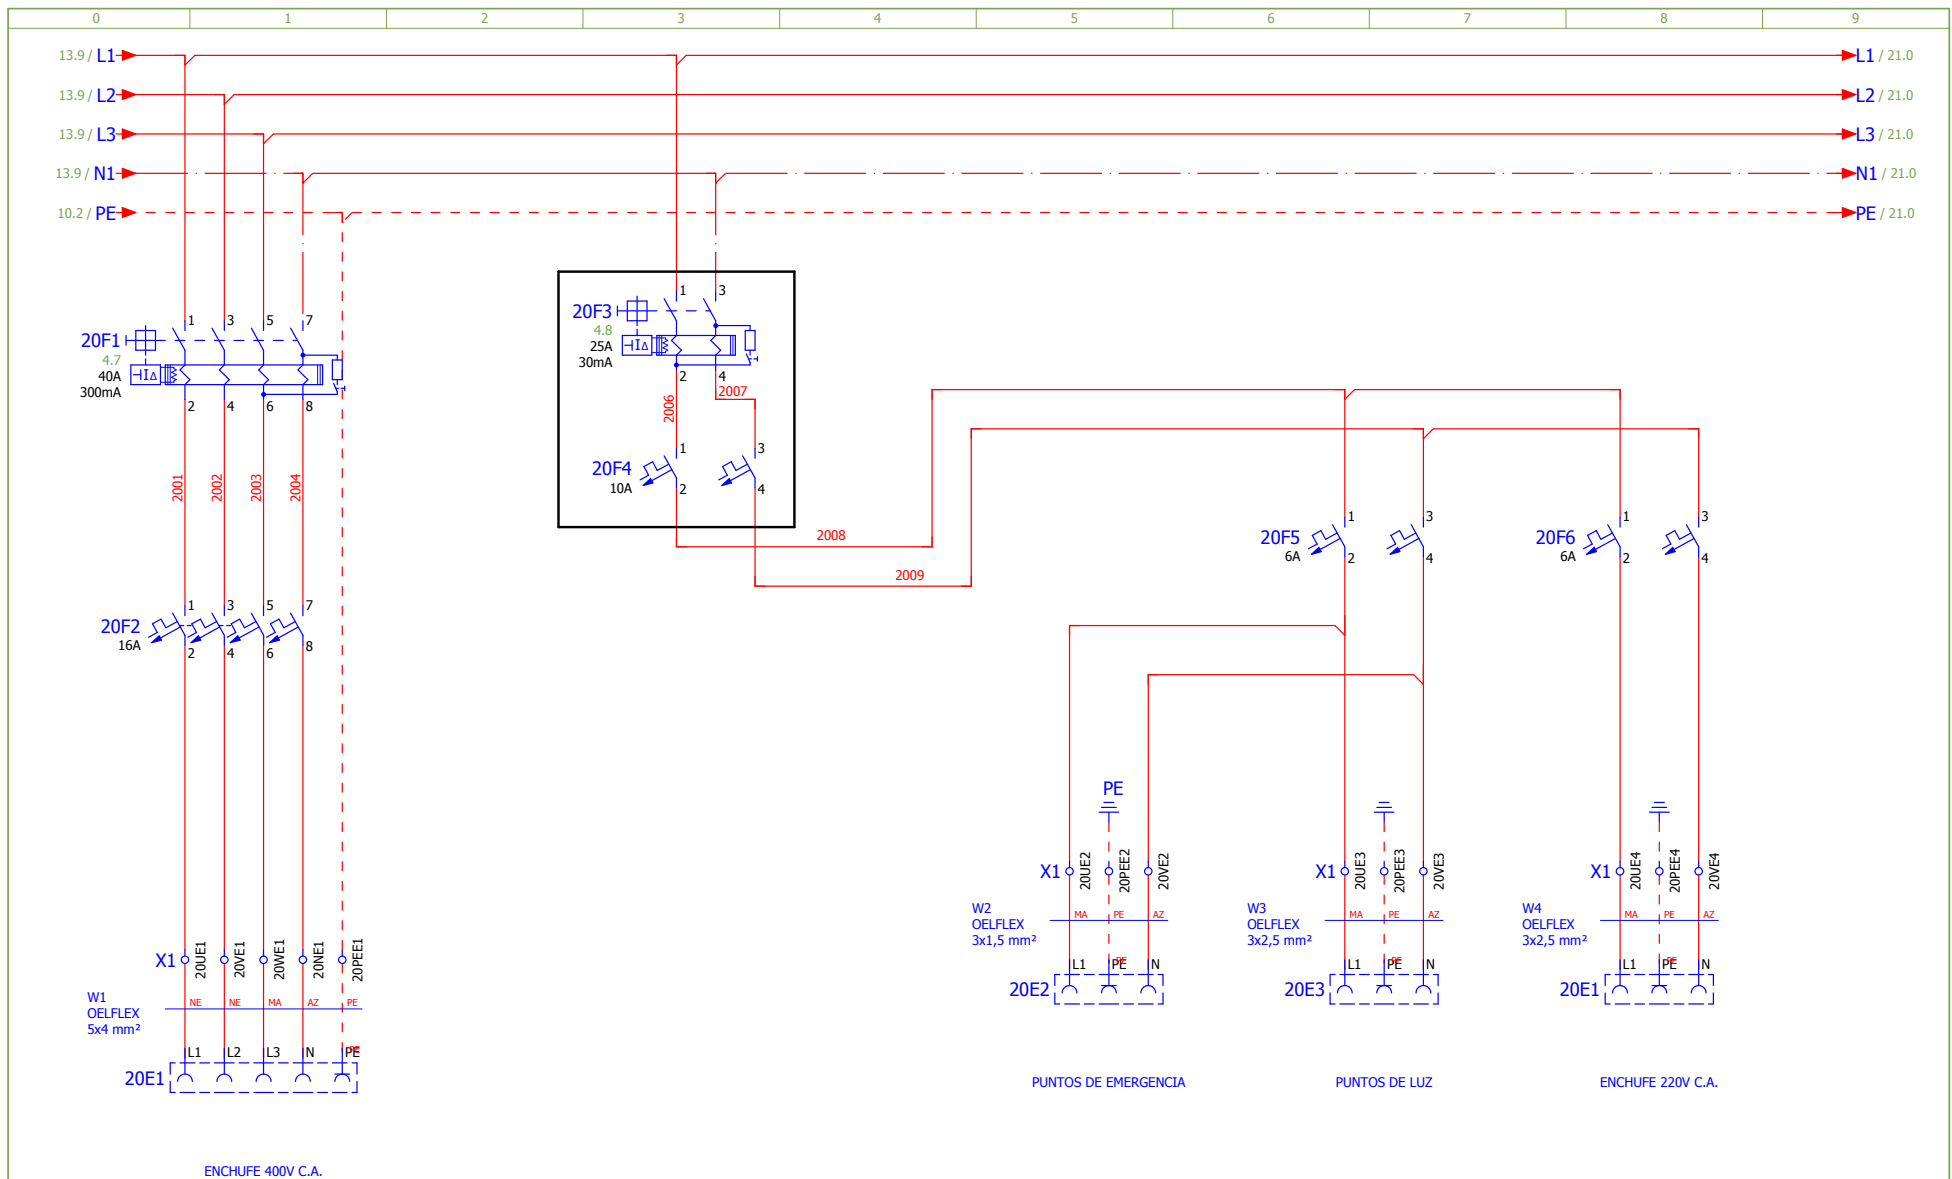 0 1 2 3 4 5 6 7 8 9
13.9 / L1 L1 / 21.0
13.9 / L2 L2 / 21.0
13.9 / L3 L3 / 21.0
13.9 / N1 N1 / 21.0
10.2 / PE PE / 21.0
20F1
4.7
40A
300mA
1 3 5 7
2 4 6 8
2001 2002 2003 2004
20F2
16A
1 3 5 7
2 4 6 8
X1
20UE1 20VE1 20WE1 20NE1 20PEE1
W1
OELFLEX
5x4 mm²
NE NE MA AZ PE
L1 L2 L3 N PE
PE
20E1
ENCHUFE 400V C.A.
20F3
4.8
25A
30mA
1 3
2 4
2006 2007
20F4
10A
1 3
2 4
2008
2009
20F5
6A
1 3
2 4
20F6
6A
1 3
2 4
PE
X1
20UE2 20PEE2 20VE2
W2
OELFLEX
3x1,5 mm²
MA PE AZ
L1 PE N
PE
20E2
PUNTOS DE EMERGENCIA
X1
20UE3 20PEE3 20VE3
W3
OELFLEX
3x2,5 mm²
MA PE AZ
L1 PE N
PE
20E3
PUNTOS DE LUZ
X1
20UE4 20PEE4 20VE4
W4
OELFLEX
3x2,5 mm²
MA PE AZ
L1 PE N
PE
20E1
ENCHUFE 220V C.A.